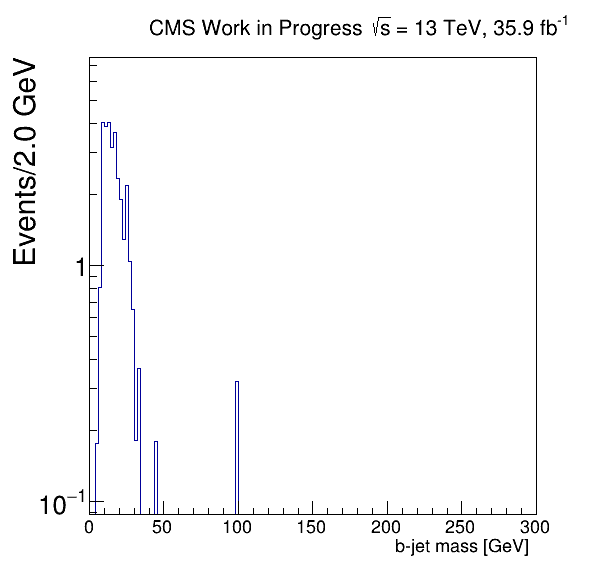 CMS Work in Progress √s = 13 TeV, 35.9 fb⁻¹
Events/2.0 GeV
1
10⁻¹
0 50 100 150 200 250 300
b-jet mass [GeV]